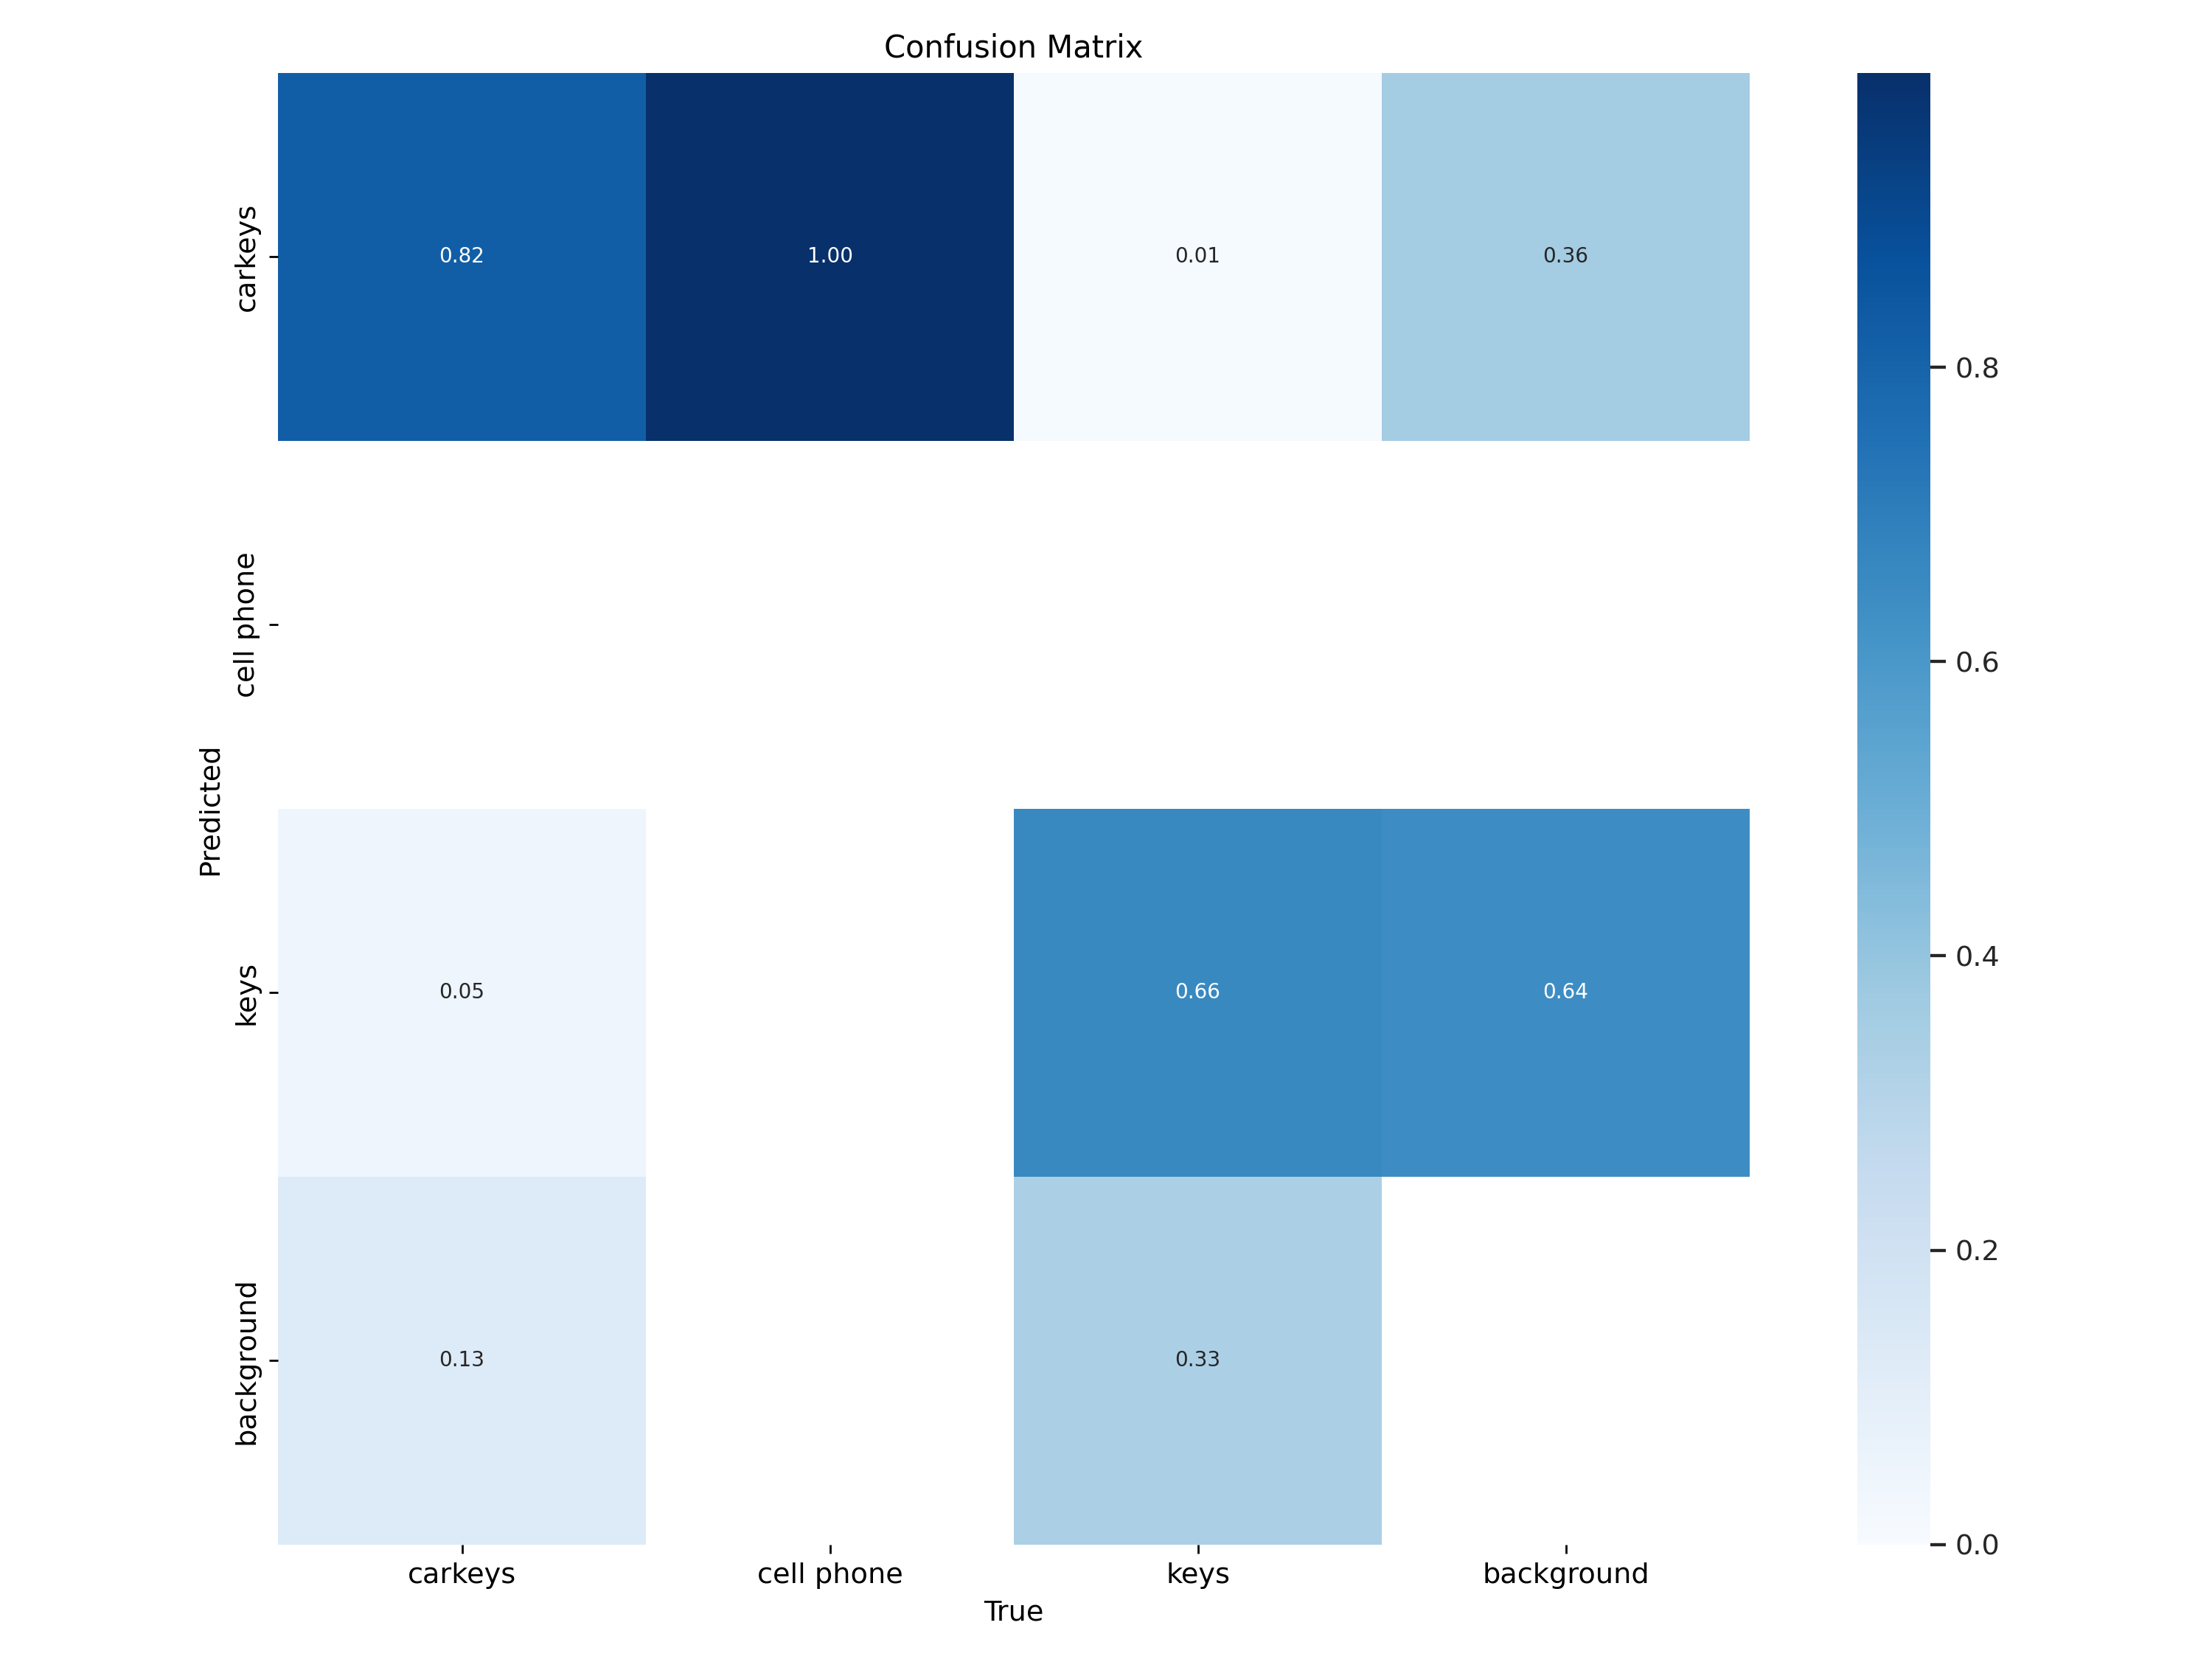 Confusion Matrix
Predicted
carkeys
0.82 1.00 0.01 0.36
cell phone
keys
0.05 0.66 0.64
background
0.13 0.33
carkeys cell phone keys background
True
0.8
0.6
0.4
0.2
0.0